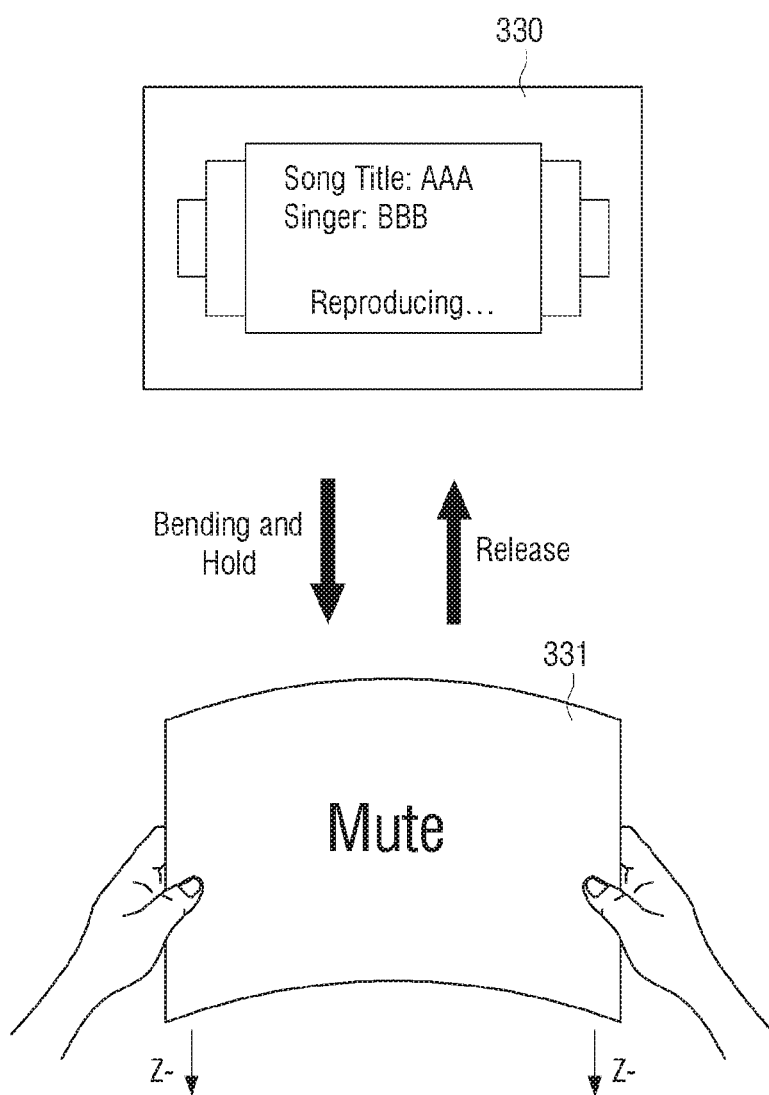 330
Song Title: AAA
Singer: BBB
Reproducing...
Bending and
Hold
Release
331
Mute
Z-
Z-